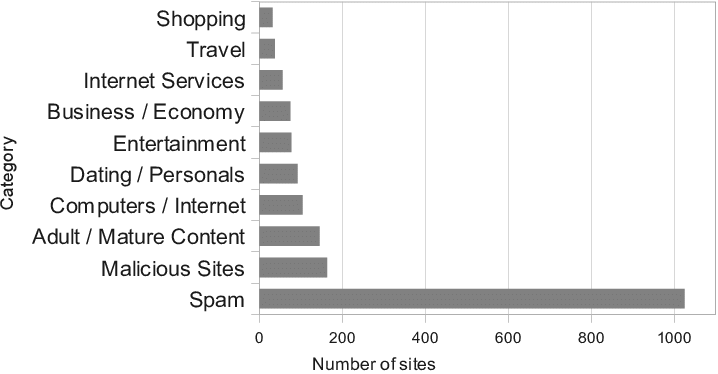 Shopping
Travel
Internet Services
Business / Economy
Entertainment
Dating / Personals
Computers / Internet
Adult / Mature Content
Malicious Sites
Spam
Category
0 200 400 600 800 1000
Number of sites